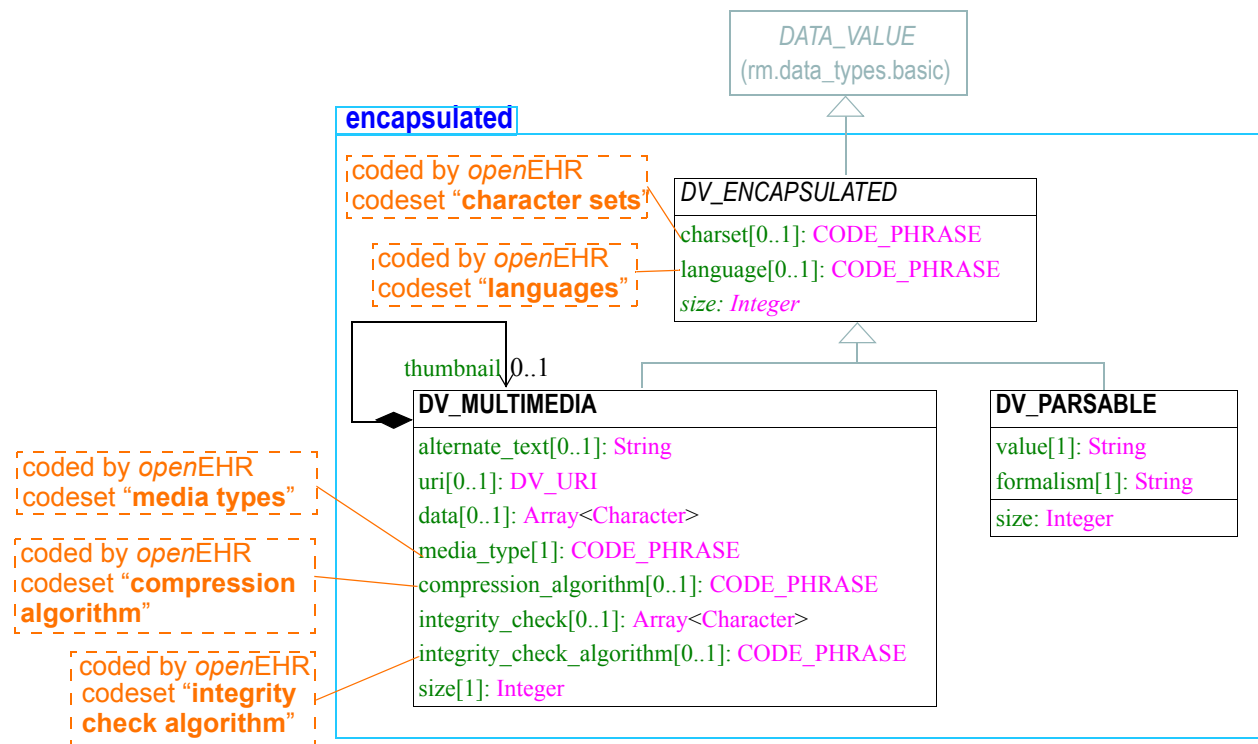 DATA_VALUE
(rm.data_types.basic)
encapsulated
coded by openEHR
codeset “character sets”
DV_ENCAPSULATED
charset[0..1]: CODE_PHRASE
language[0..1]: CODE_PHRASE
size: Integer
coded by openEHR
codeset “languages”
thumbnail 0..1
DV_MULTIMEDIA
alternate_text[0..1]: String
uri[0..1]: DV_URI
data[0..1]: Array<Character>
media_type[1]: CODE_PHRASE
compression_algorithm[0..1]: CODE_PHRASE
integrity_check[0..1]: Array<Character>
integrity_check_algorithm[0..1]: CODE_PHRASE
size[1]: Integer
DV_PARSABLE
value[1]: String
formalism[1]: String
size: Integer
coded by openEHR
codeset “media types”
coded by openEHR
codeset “compression
algorithm”
coded by openEHR
codeset “integrity
check algorithm”